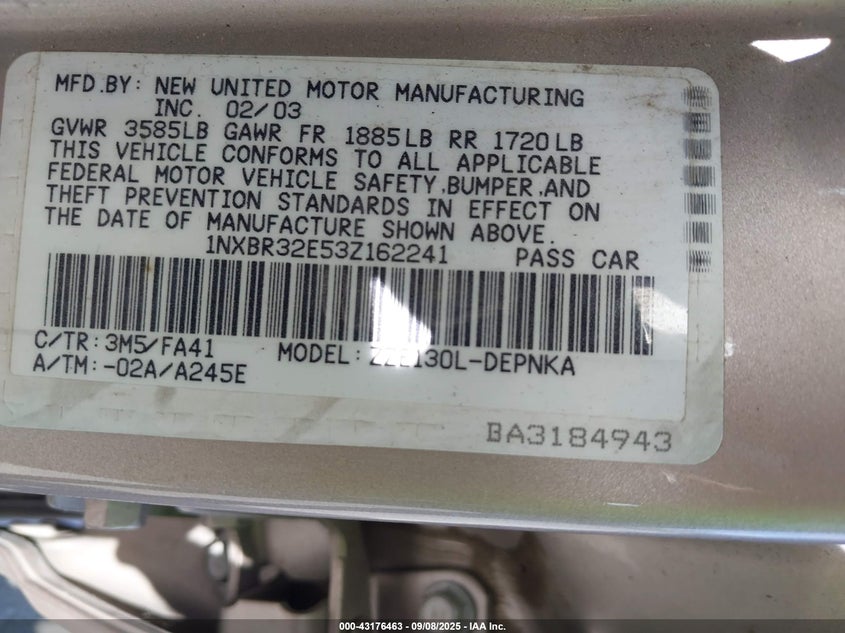 MFD.BY: NEW UNITED MOTOR MANUFACTURING
INC. 02/03
GVWR 3585LB GAWR FR 1885LB RR 1720LB
THIS VEHICLE CONFORMS TO ALL APPLICABLE
FEDERAL MOTOR VEHICLE SAFETY,BUMPER,AND
THEFT PREVENTION STANDARDS IN EFFECT ON
THE DATE OF MANUFACTURE SHOWN ABOVE.
1NXBR32E53Z162241 PASS CAR
C/TR: 3M5/FA41 MODEL:
A/TM:-02A/A245E
BA3184943
000-43176463 - 09/08/2025 - IAA Inc.